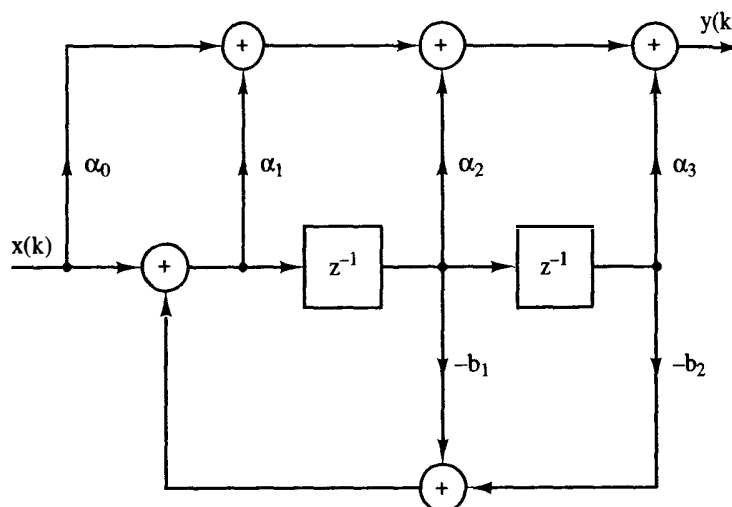 y(k
+
+
+
α₀
α₁
α₂
α₃
x(k)
+
z⁻¹
z⁻¹
–b₁
–b₂
+